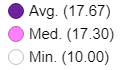 Avg. (17.67)
Med. (17.30)
Min. (10.00)